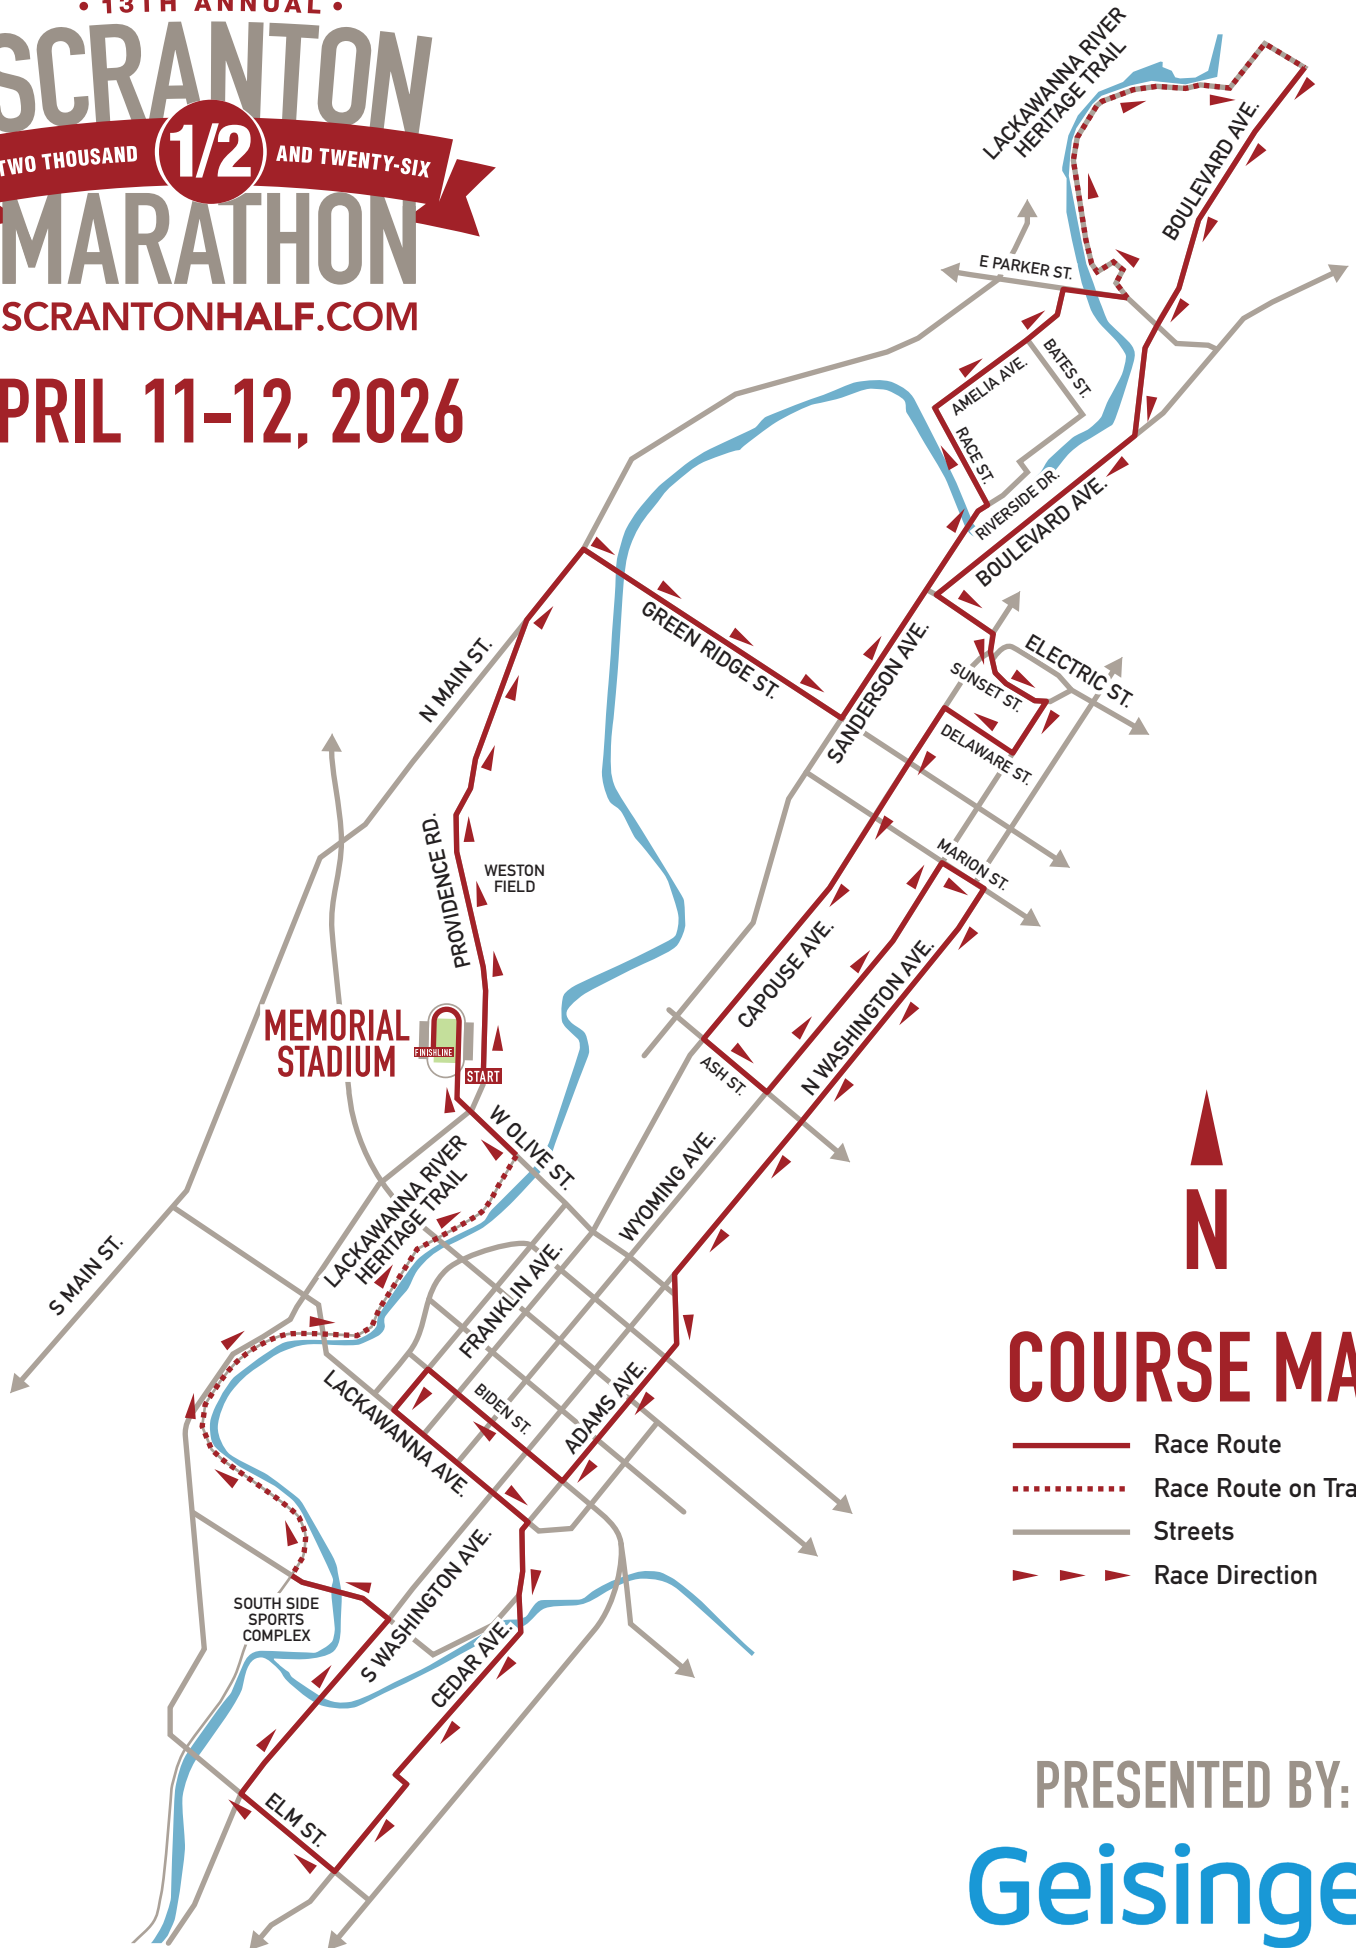 • 13TH ANNUAL •
SCRANTON
TWO THOUSAND 1/2 AND TWENTY-SIX
MARATHON
SCRANTONHALF.COM
PRIL 11-12, 2026
LACKAWANNA RIVER
HERITAGE TRAIL
BOULEVARD AVE.
E PARKER ST.
BATES ST.
AMELIA AVE.
RACE ST.
RIVERSIDE DR.
BOULEVARD AVE.
GREEN RIDGE ST.
N MAIN ST.
SANDERSON AVE.
ELECTRIC ST.
SUNSET ST.
DELAWARE ST.
MARION ST.
PROVIDENCE RD.
WESTON
FIELD
CAPOUSE AVE.
N WASHINGTON AVE.
MEMORIAL
STADIUM
FINISHLINE
START
ASH ST.
W OLIVE ST.
WYOMING AVE.
LACKAWANNA RIVER
HERITAGE TRAIL
S MAIN ST.
FRANKLIN AVE.
LACKAWANNA AVE.
BIDEN ST.
ADAMS AVE.
S WASHINGTON AVE.
SOUTH SIDE
SPORTS
COMPLEX
CEDAR AVE.
ELM ST.
N
COURSE MA
Race Route
Race Route on Tra
Streets
Race Direction
PRESENTED BY:
Geisinge